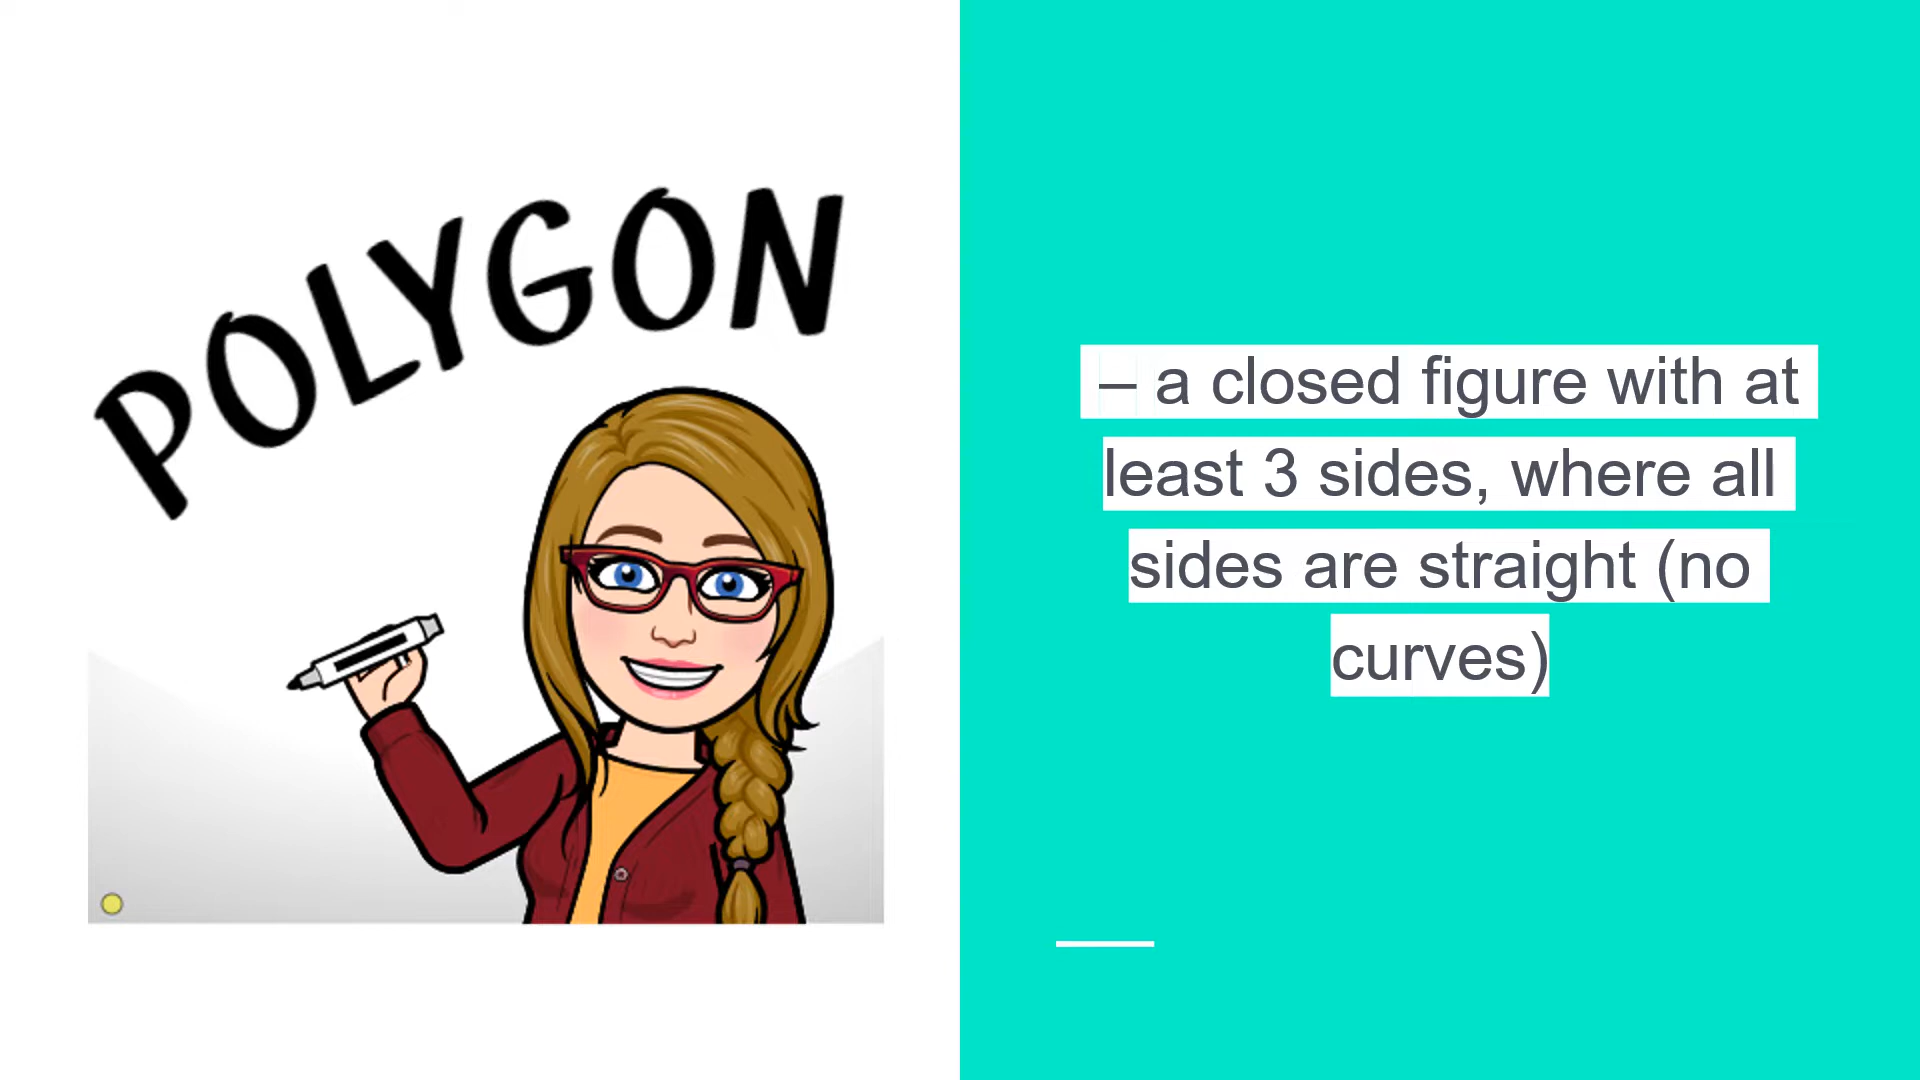 POLYGON
– a closed figure with at
least 3 sides, where all
sides are straight (no
curves)